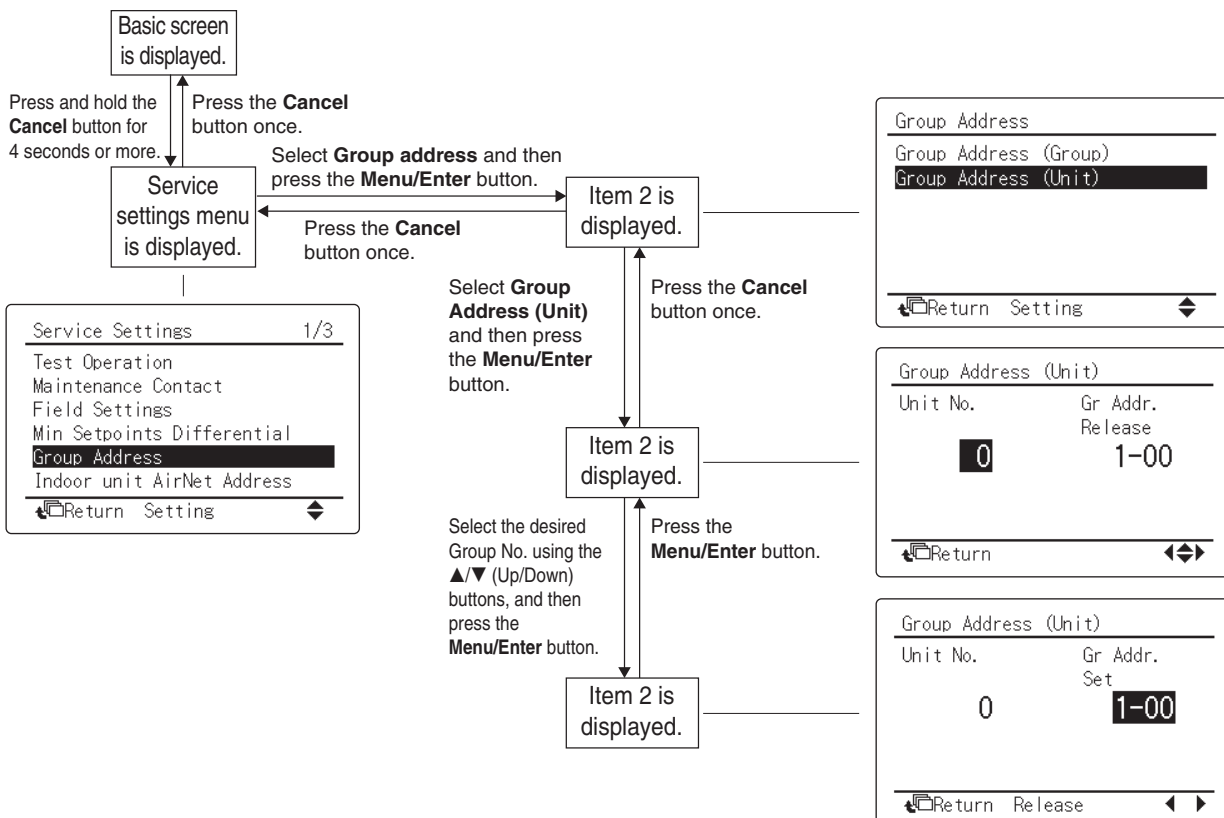 Basic screen
is displayed.
Press and hold the
Cancel button for
4 seconds or more.
Press the Cancel
button once.
Service
settings menu
is displayed.
Select Group address and then
press the Menu/Enter button.
Press the Cancel
button once.
Item 2 is
displayed.
Group Address
Group Address (Group)
Group Address (Unit)
Return Setting
Service Settings 1/3
Test Operation
Maintenance Contact
Field Settings
Min Setpoints Differential
Group Address
Indoor unit AirNet Address
Return Setting
Select Group
Address (Unit)
and then press
the Menu/Enter
button.
Press the Cancel
button once.
Item 2 is
displayed.
Group Address (Unit)
Unit No. Gr Addr.
Release
0 1-00
Return
Select the desired
Group No. using the
▲/▼ (Up/Down)
buttons, and then
press the
Menu/Enter button.
Press the
Menu/Enter button.
Item 2 is
displayed.
Group Address (Unit)
Unit No. Gr Addr.
Set
0 1-00
Return Release